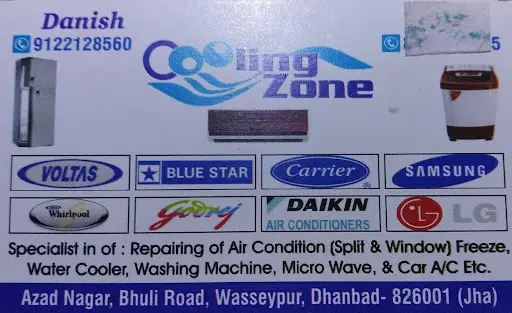 Danish
9122128560
5
Cooling
Zone
VOLTAS
BLUE STAR
Carrier
SAMSUNG
Whirlpool
Godrej
DAIKIN
AIR CONDITIONERS
LG
Specialist in of : Repairing of Air Condition (Split & Window) Freeze,
Water Cooler, Washing Machine, Micro Wave, & Car A/C Etc.
Azad Nagar, Bhuli Road, Wasseypur, Dhanbad- 826001 (Jha)